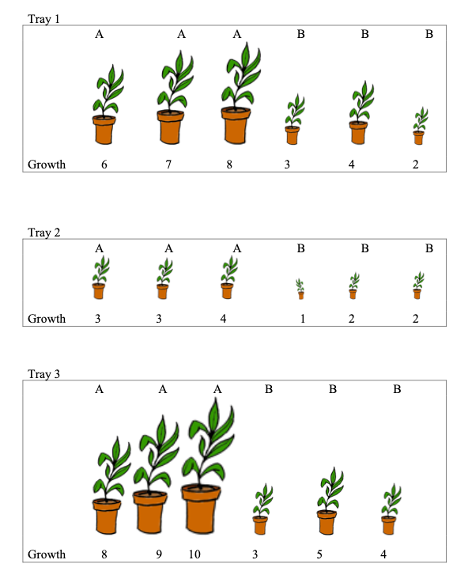 Tray 1
A A A B B B
Growth 6 7 8 3 4 2
Tray 2
A A A B B B
Growth 3 3 4 1 2 2
Tray 3
A A A B B B
Growth 8 9 10 3 5 4